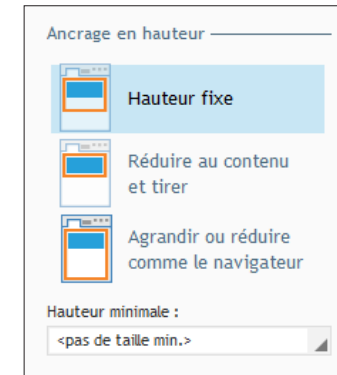 Ancrage en hauteur
Hauteur fixe
Réduire au contenu
et tirer
Agrandir ou réduire
comme le navigateur
Hauteur minimale :
<pas de taille min.>